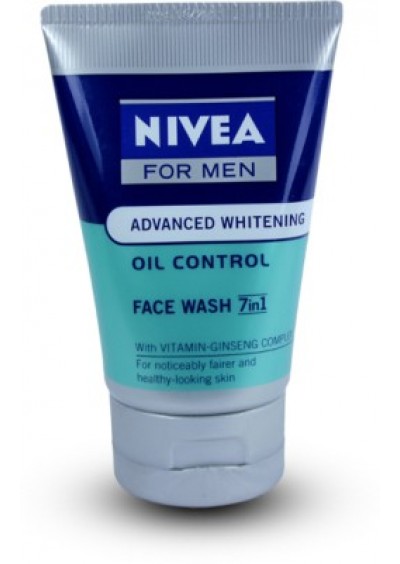 NIVEA
FOR MEN
ADVANCED WHITENING
OIL CONTROL
FACE WASH 7in1
With VITAMIN-GINSENG COMPLEX
For noticeably fairer and
healthy-looking skin